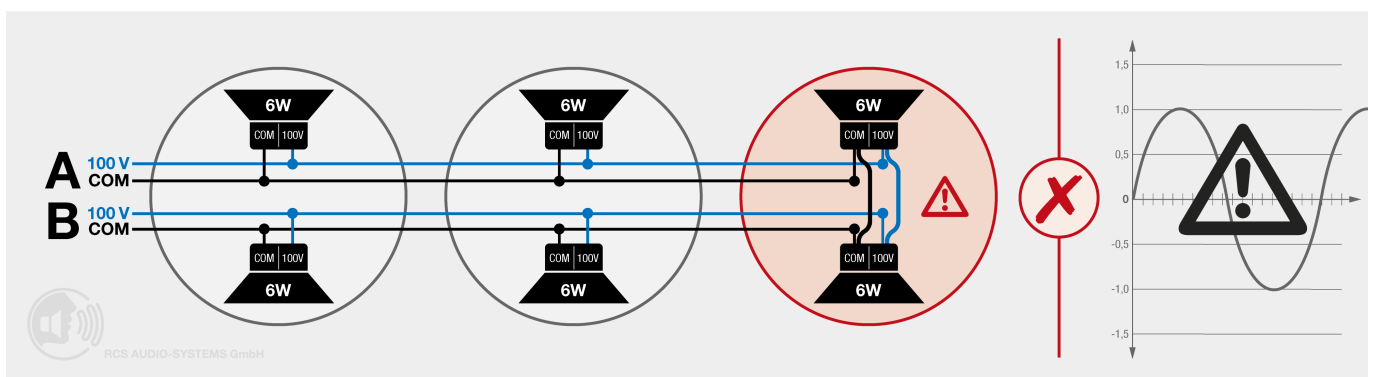 6W 6W 6W
COM 100V COM 100V COM 100V
A 100 V
COM
B 100 V
COM
COM 100V COM 100V COM 100V
6W 6W 6W
RCS AUDIO-SYSTEMS GmbH
1,5
1,0
0,5
0
-0,5
-1,0
-1,5